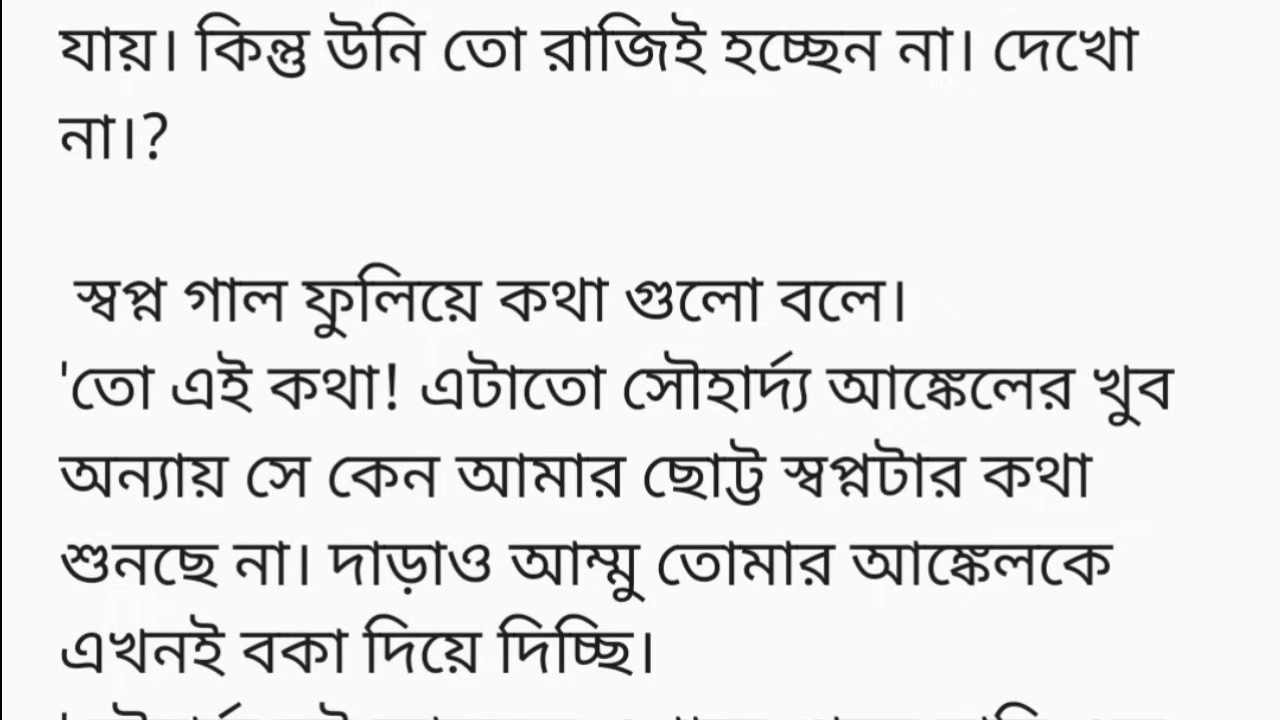 যায়। কিন্তু উনি তো রাজিই হচ্ছেন না। দেখো
না।?
স্বপ্ন গাল ফুলিয়ে কথা গুলো বলে।
'তো এই কথা! এটাতো সৌহার্দ্য আঙ্কেলের খুব
অন্যায় সে কেন আমার ছোট্ট স্বপ্নটার কথা
শুনছে না। দাড়াও আম্মু তোমার আঙ্কেলকে
এখনই বকা দিয়ে দিচ্ছি।